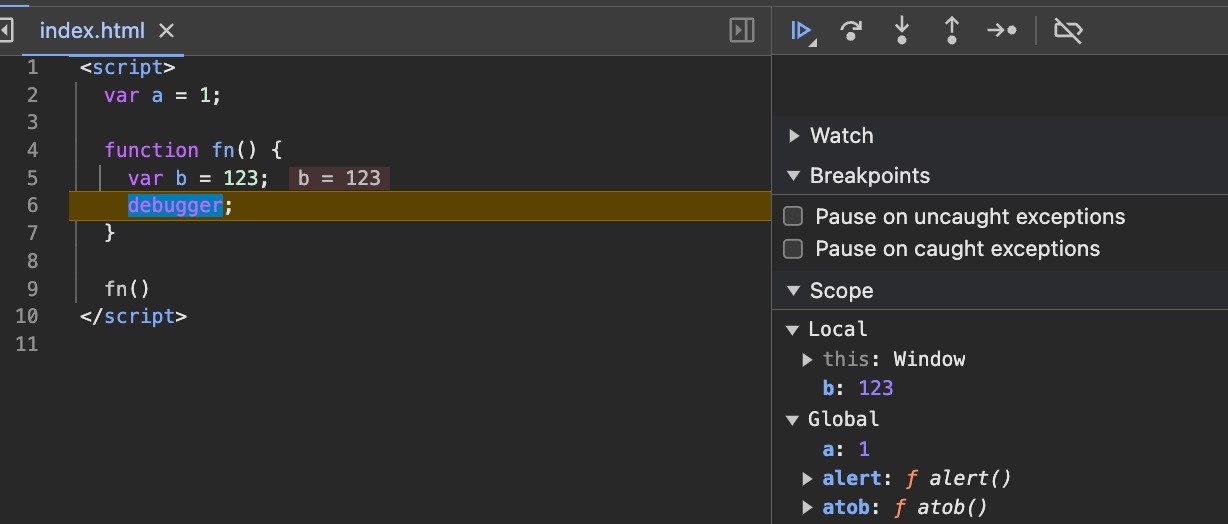 index.html
1 <script>
2 var a = 1;
3
4 function fn() {
5 var b = 123; b = 123
6 debugger;
7 }
8
9 fn()
10 </script>
11
Watch
Breakpoints
Pause on uncaught exceptions
Pause on caught exceptions
Scope
Local
this: Window
b: 123
Global
a: 1
alert: ƒ alert()
atob: ƒ atob()